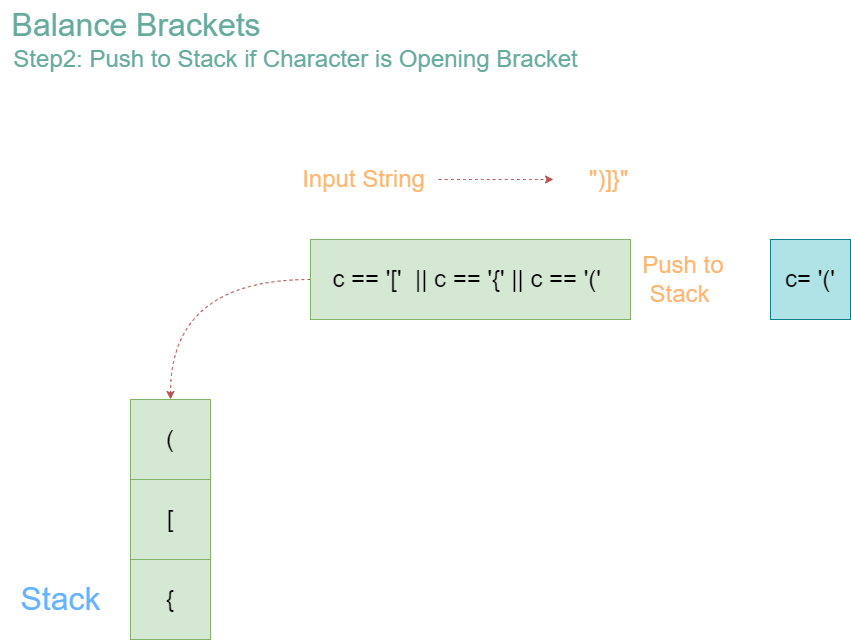 Balance Brackets
Step2: Push to Stack if Character is Opening Bracket
Input String
")]}"
c == '['  || c == '{' || c == '('
Push to
Stack
c= '('
(
[
{
Stack